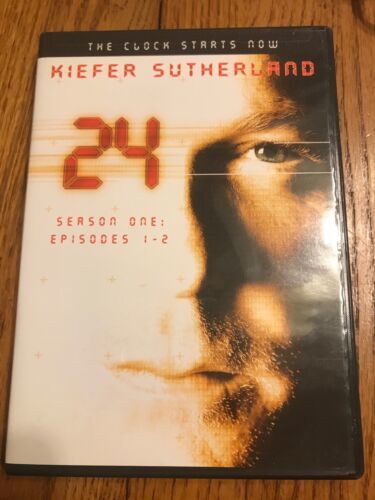 THE CLOCK STARTS NOW
KIEFER SUTHERLAND
24
SEASON ONE:
EPISODES 1-2